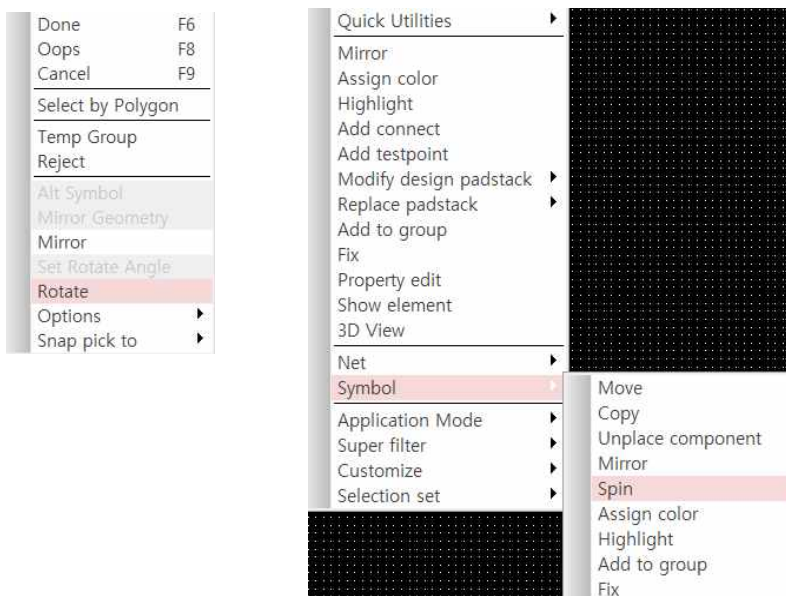 Done F6
Oops F8
Cancel F9
Select by Polygon
Temp Group
Reject
Alt Symbol
Mirror Geometry
Mirror
Set Rotate Angle
Rotate
Options
Snap pick to
Quick Utilities
Mirror
Assign color
Highlight
Add connect
Add testpoint
Modify design padstack
Replace padstack
Add to group
Fix
Property edit
Show element
3D View
Net
Symbol
Application Mode
Super filter
Customize
Selection set
Move
Copy
Unplace component
Mirror
Spin
Assign color
Highlight
Add to group
Fix